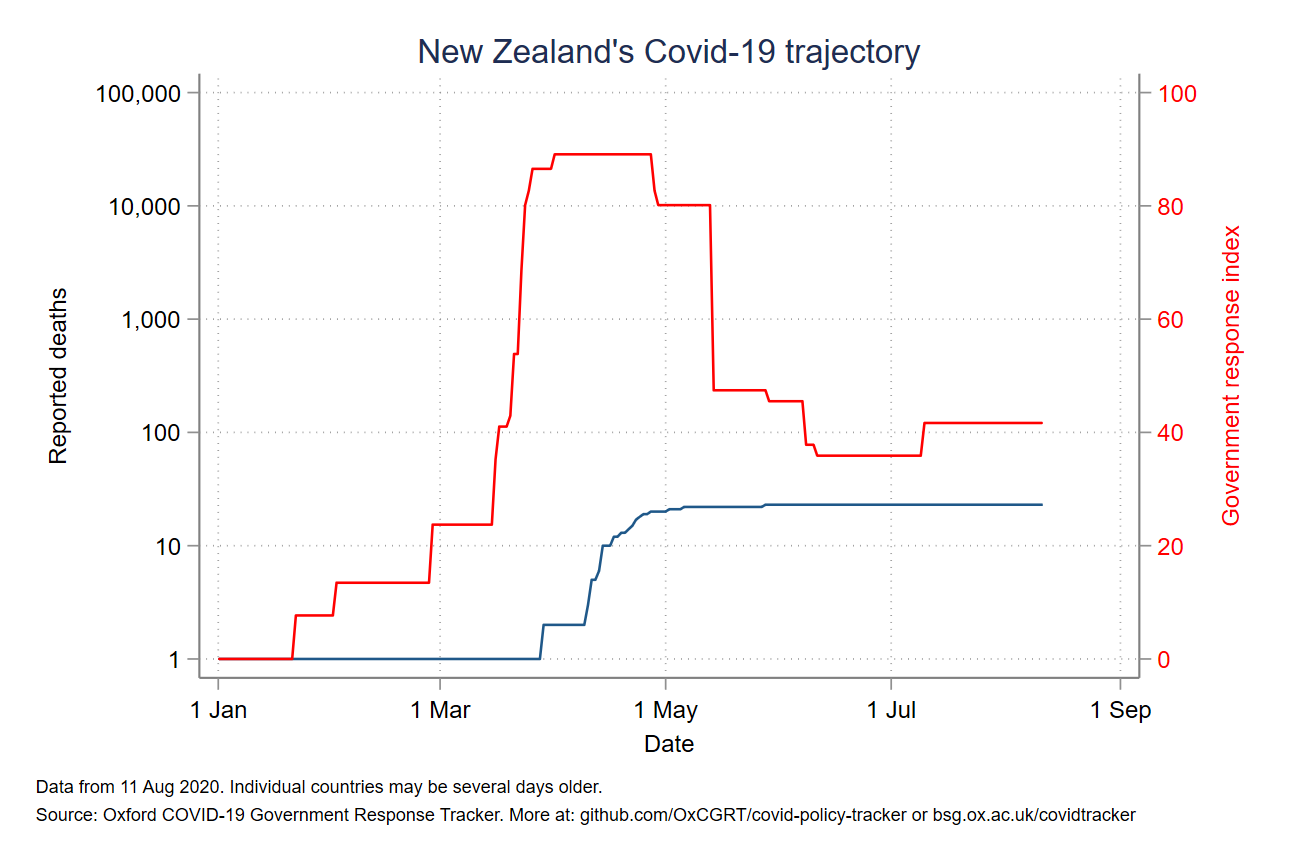 New Zealand's Covid-19 trajectory
100,000
10,000
1,000
100
10
1
Reported deaths
100
80
60
40
20
0
Government response index
1 Jan
1 Mar
1 May
1 Jul
1 Sep
Date
Data from 11 Aug 2020. Individual countries may be several days older.
Source: Oxford COVID-19 Government Response Tracker. More at: github.com/OxCGRT/covid-policy-tracker or bsg.ox.ac.uk/covidtracker